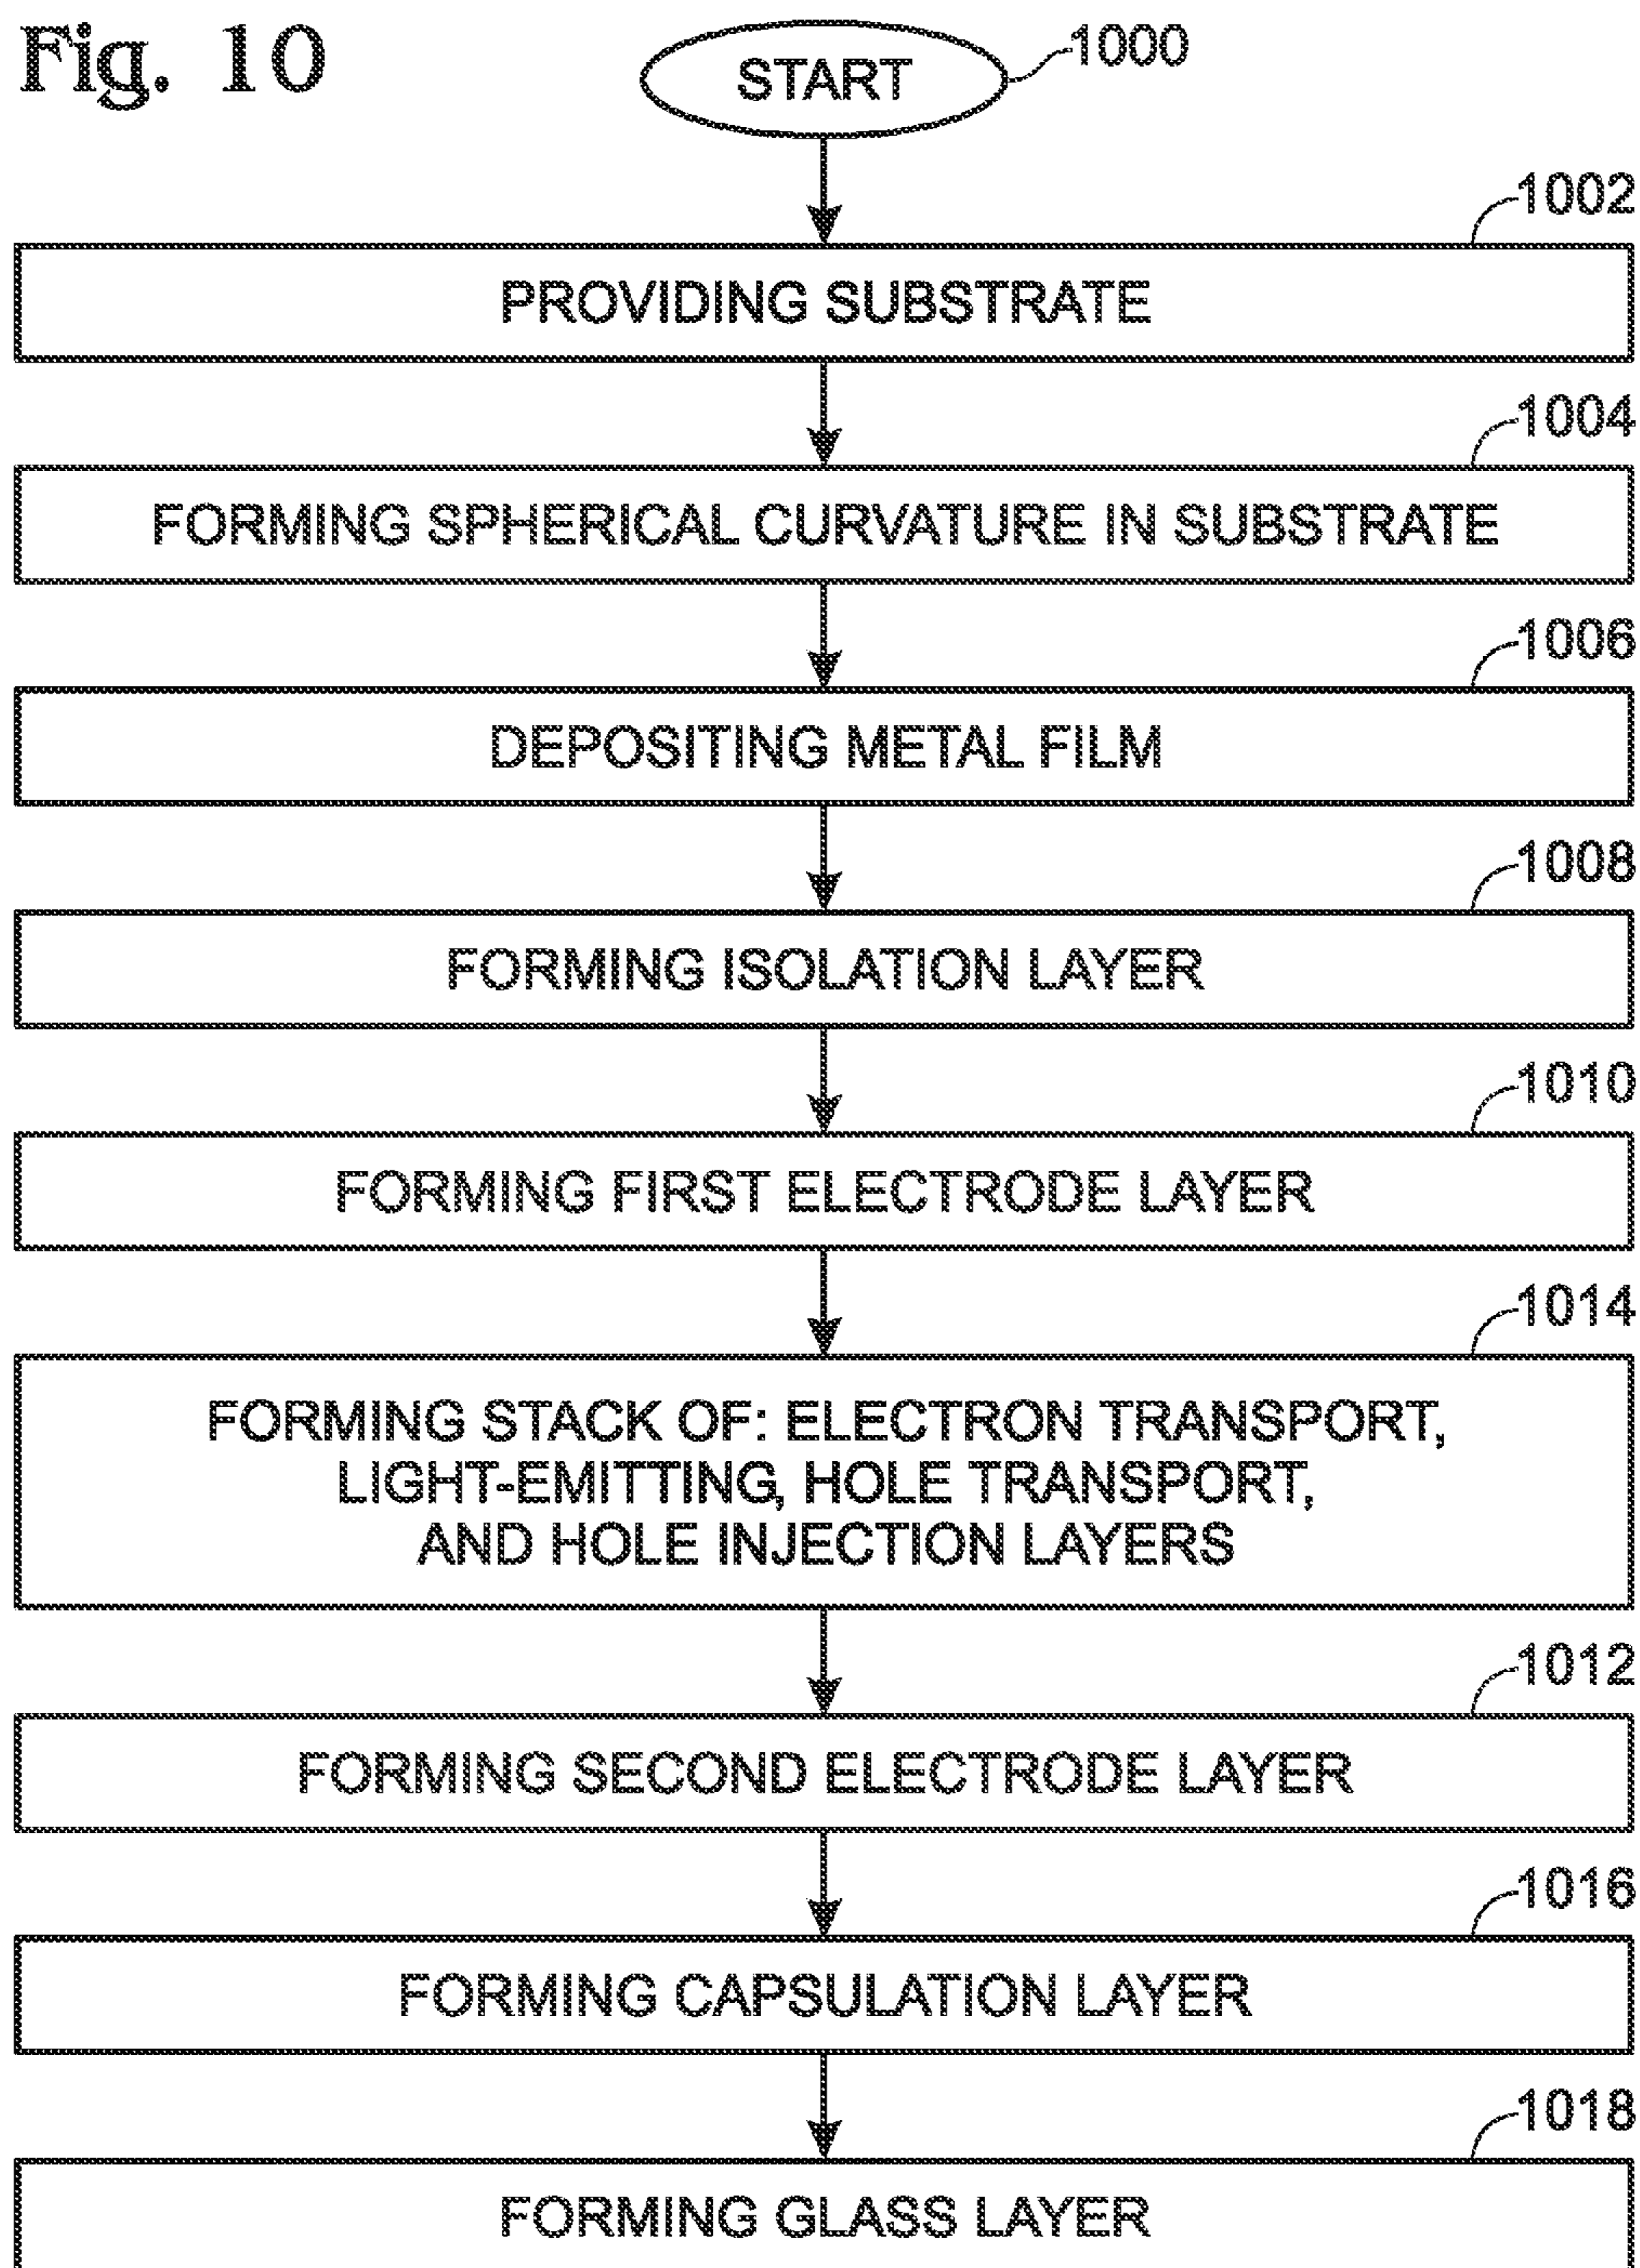 Fig. 10
START
1000
1002
PROVIDING SUBSTRATE
1004
FORMING SPHERICAL CURVATURE IN SUBSTRATE
1006
DEPOSITING METAL FILM
1008
FORMING ISOLATION LAYER
1010
FORMING FIRST ELECTRODE LAYER
1014
FORMING STACK OF: ELECTRON TRANSPORT,
LIGHT-EMITTING, HOLE TRANSPORT,
AND HOLE INJECTION LAYERS
1012
FORMING SECOND ELECTRODE LAYER
1016
FORMING CAPSULATION LAYER
1018
FORMING GLASS LAYER